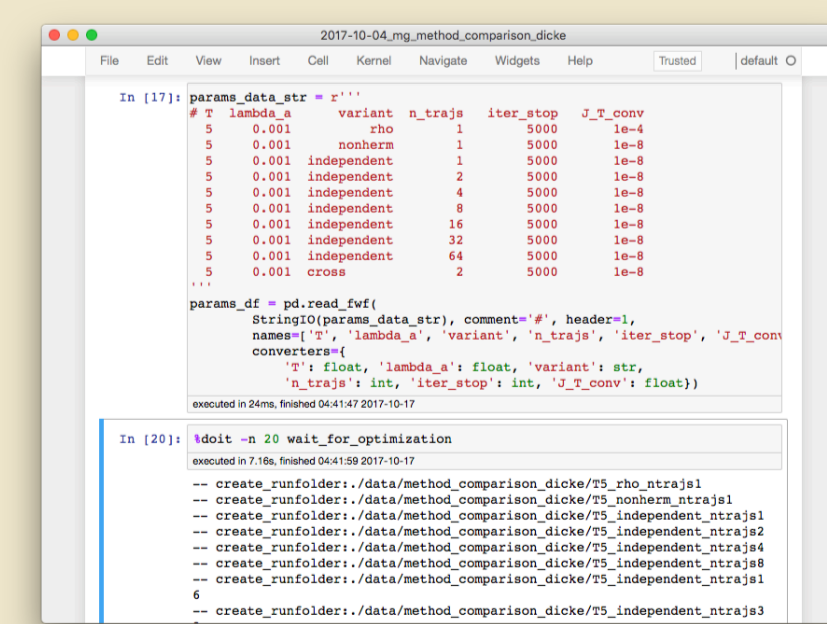 2017-10-04_mg_method_comparison_dicke
File Edit View Insert Cell Kernel Navigate Widgets Help Trusted default
In [17]: params_data_str = r'''
# T lambda_a variant n_trajs iter_stop J_T_conv
5 0.001 rho 1 5000 1e-4
5 0.001 nonherm 1 5000 1e-8
5 0.001 independent 1 5000 1e-8
5 0.001 independent 2 5000 1e-8
5 0.001 independent 4 5000 1e-8
5 0.001 independent 8 5000 1e-8
5 0.001 independent 16 5000 1e-8
5 0.001 independent 32 5000 1e-8
5 0.001 independent 64 5000 1e-8
5 0.001 cross 2 5000 1e-8
'''
params_df = pd.read_fwf(
StringIO(params_data_str), comment='#', header=1,
names=['T', 'lambda_a', 'variant', 'n_trajs', 'iter_stop', 'J_T_conv
converters={
'T': float, 'lambda_a': float, 'variant': str,
'n_trajs': int, 'iter_stop': int, 'J_T_conv': float})
executed in 24ms, finished 04:41:47 2017-10-17
In [20]: %doit -n 20 wait_for_optimization
executed in 7.16s, finished 04:41:59 2017-10-17
-- create_runfolder:./data/method_comparison_dicke/T5_rho_ntrajs1
-- create_runfolder:./data/method_comparison_dicke/T5_nonherm_ntrajs1
-- create_runfolder:./data/method_comparison_dicke/T5_independent_ntrajs1
-- create_runfolder:./data/method_comparison_dicke/T5_independent_ntrajs2
-- create_runfolder:./data/method_comparison_dicke/T5_independent_ntrajs4
-- create_runfolder:./data/method_comparison_dicke/T5_independent_ntrajs8
-- create_runfolder:./data/method_comparison_dicke/T5_independent_ntrajs1
6
-- create_runfolder:./data/method_comparison_dicke/T5_independent_ntrajs3